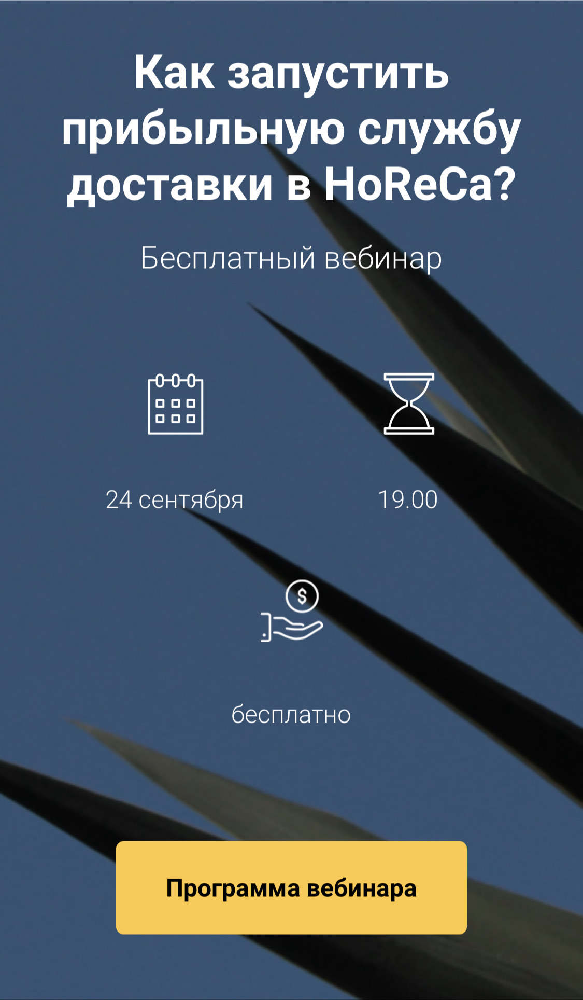 Как запустить
прибыльную службу
доставки в HoReCa?
Бесплатный вебинар
24 сентября
19.00
$
бесплатно
Программа вебинара